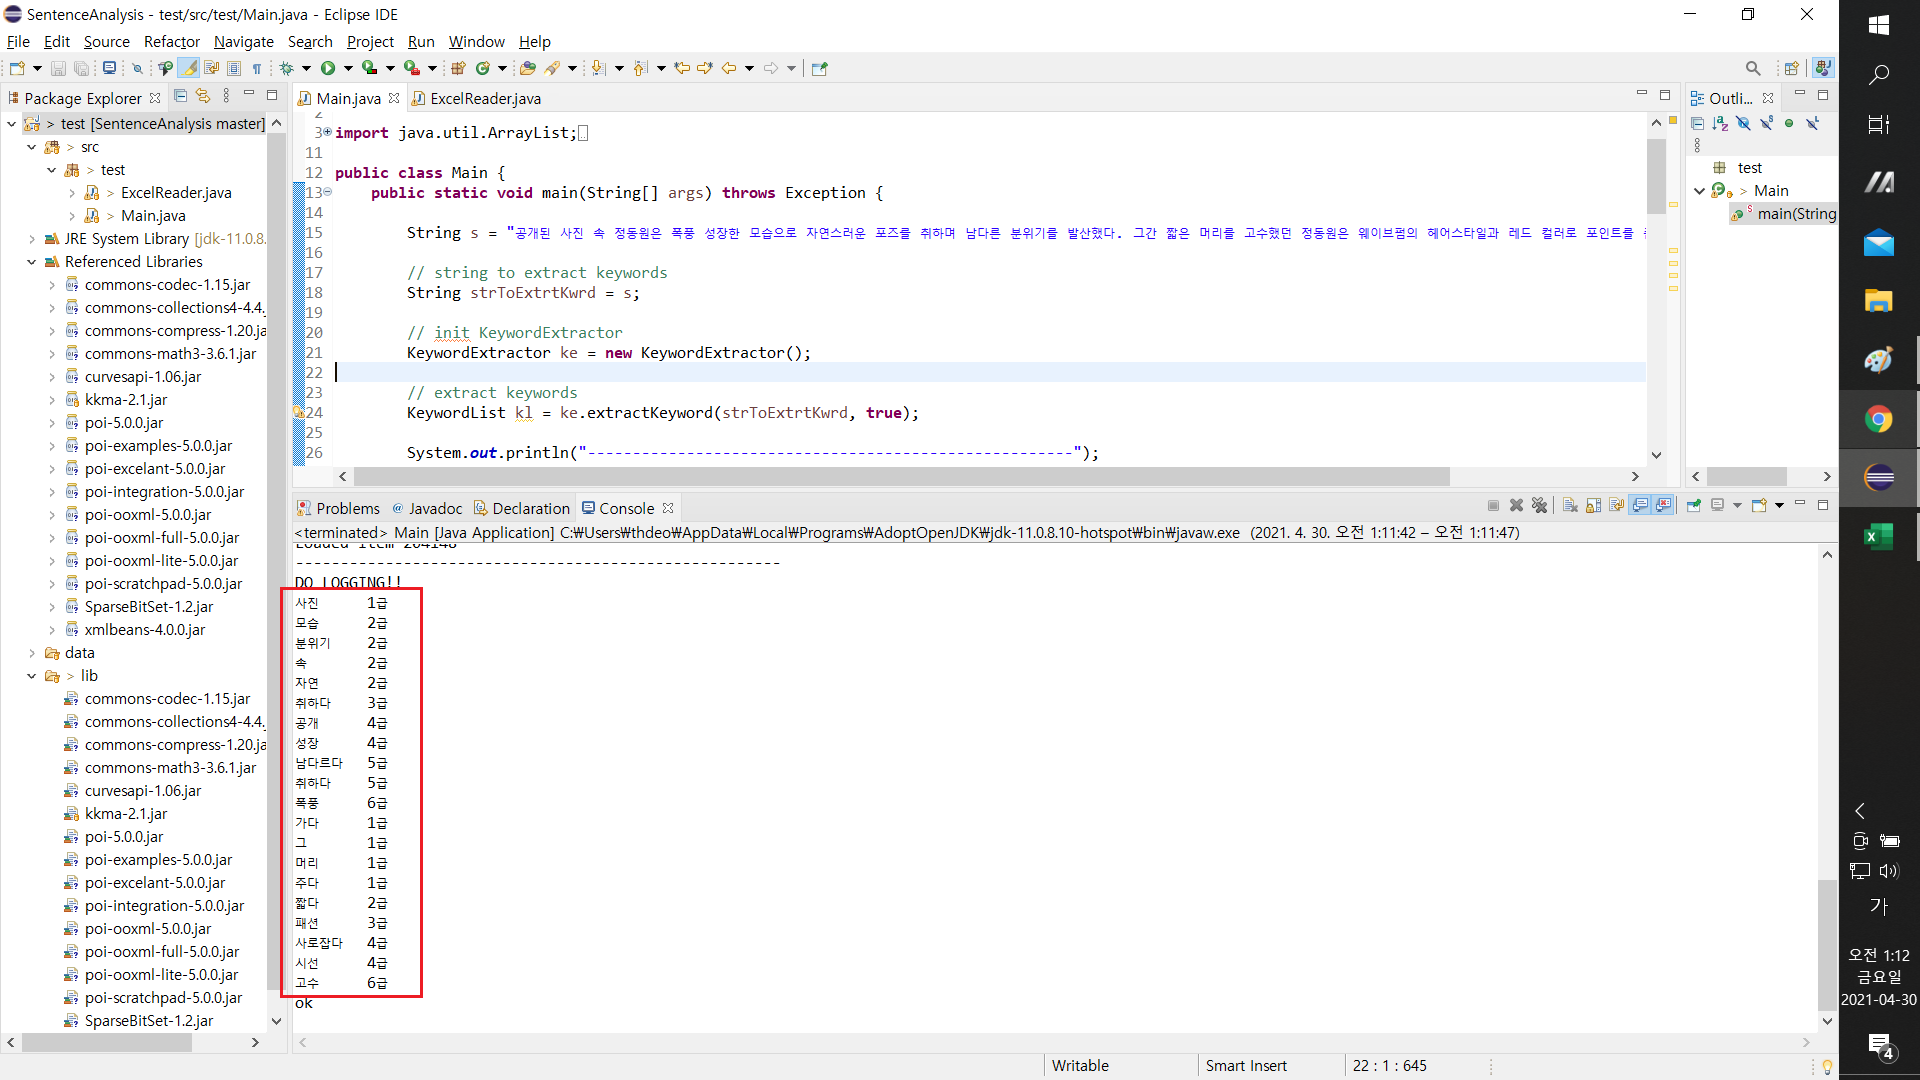 SentenceAnalysis - test/src/test/Main.java - Eclipse IDE
File Edit Source Refactor Navigate Search Project Run Window Help
Package Explorer
> test [SentenceAnalysis master]
> src
> test
> ExcelReader.java
> Main.java
JRE System Library [jdk-11.0.8.
Referenced Libraries
commons-codec-1.15.jar
commons-collections4-4.4.
commons-compress-1.20.ja
commons-math3-3.6.1.jar
curvesapi-1.06.jar
kkma-2.1.jar
poi-5.0.0.jar
poi-examples-5.0.0.jar
poi-excelant-5.0.0.jar
poi-integration-5.0.0.jar
poi-ooxml-5.0.0.jar
poi-ooxml-full-5.0.0.jar
poi-ooxml-lite-5.0.0.jar
poi-scratchpad-5.0.0.jar
SparseBitSet-1.2.jar
xmlbeans-4.0.0.jar
data
> lib
commons-codec-1.15.jar
commons-collections4-4.4.
commons-compress-1.20.ja
commons-math3-3.6.1.jar
curvesapi-1.06.jar
kkma-2.1.jar
poi-5.0.0.jar
poi-examples-5.0.0.jar
poi-excelant-5.0.0.jar
poi-integration-5.0.0.jar
poi-ooxml-5.0.0.jar
poi-ooxml-full-5.0.0.jar
poi-ooxml-lite-5.0.0.jar
poi-scratchpad-5.0.0.jar
SparseBitSet-1.2.jar
Main.java ExcelReader.java
2
3 import java.util.ArrayList;
11
12 public class Main {
13 public static void main(String[] args) throws Exception {
14
15 String s = "공개된 사진 속 정동원은 폭풍 성장한 모습으로 자연스러운 포즈를 취하며 남다른 분위기를 발산했다. 그간 짧은 머리를 고수했던 정동원은 웨이브펌의 헤어스타일과 레드 컬러로 포인트를
16
17 // string to extract keywords
18 String strToExtrtKwrd = s;
19
20 // init KeywordExtractor
21 KeywordExtractor ke = new KeywordExtractor();
22
23 // extract keywords
24 KeywordList kl = ke.extractKeyword(strToExtrtKwrd, true);
25
26 System.out.println("------------------------------------------------------");
Outli...
test
> Main
main(String
Problems Javadoc Declaration Console
<terminated> Main [Java Application] C:₩Users₩thdeo₩AppData₩Local₩Programs₩AdoptOpenJDK₩jdk-11.0.8.10-hotspot₩bin₩javaw.exe (2021. 4. 30. 오전 1:11:42 – 오전 1:11:47)
Loaded item 204148
------------------------------------------------------
DO LOGGING!!
사진 1급
모습 2급
분위기 2급
속 2급
자연 2급
취하다 3급
공개 4급
성장 4급
남다르다 5급
취하다 5급
폭풍 6급
가다 1급
그 1급
머리 1급
주다 1급
짧다 2급
패션 3급
사로잡다 4급
시선 4급
고수 6급
ok
Writable Smart Insert 22 : 1 : 645
가
오전 1:12
금요일
2021-04-30
4